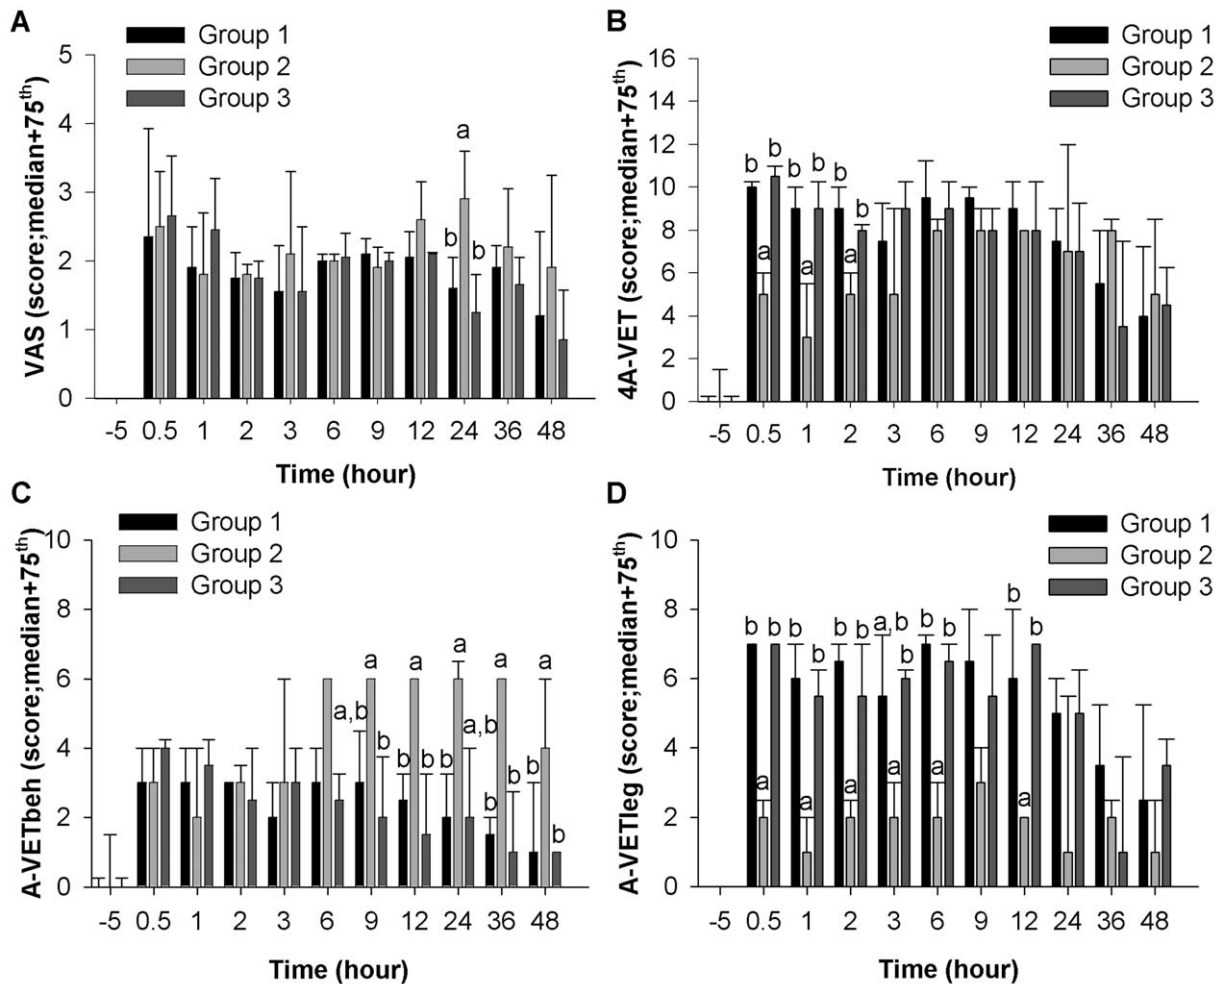 A
Group 1
Group 2
Group 3
VAS (score;median+75th)
5
4
3
2
1
0
a
b b
-5 0.5 1 2 3 6 9 12 24 36 48
Time (hour)
B
Group 1
Group 2
Group 3
4A-VET (score;median+75th)
16
14
12
10
8
6
4
2
0
b b b b b b
a a a
-5 0.5 1 2 3 6 9 12 24 36 48
Time (hour)
C
Group 1
Group 2
Group 3
A-VETbeh (score;median+75th)
10
8
6
4
2
0
a a a a a
a,b b b b b a,b b b b b
-5 0.5 1 2 3 6 9 12 24 36 48
Time (hour)
D
Group 1
Group 2
Group 3
A-VETleg (score;median+75th)
10
8
6
4
2
0
b b b b b b a,b b b b b b
a a a a a a
-5 0.5 1 2 3 6 9 12 24 36 48
Time (hour)